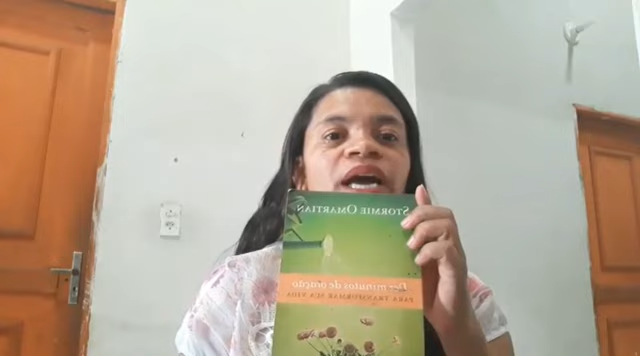 STORMIE OMARTIAN
Dez minutos de oração
PARA TRANSFORMAR SUA VIDA